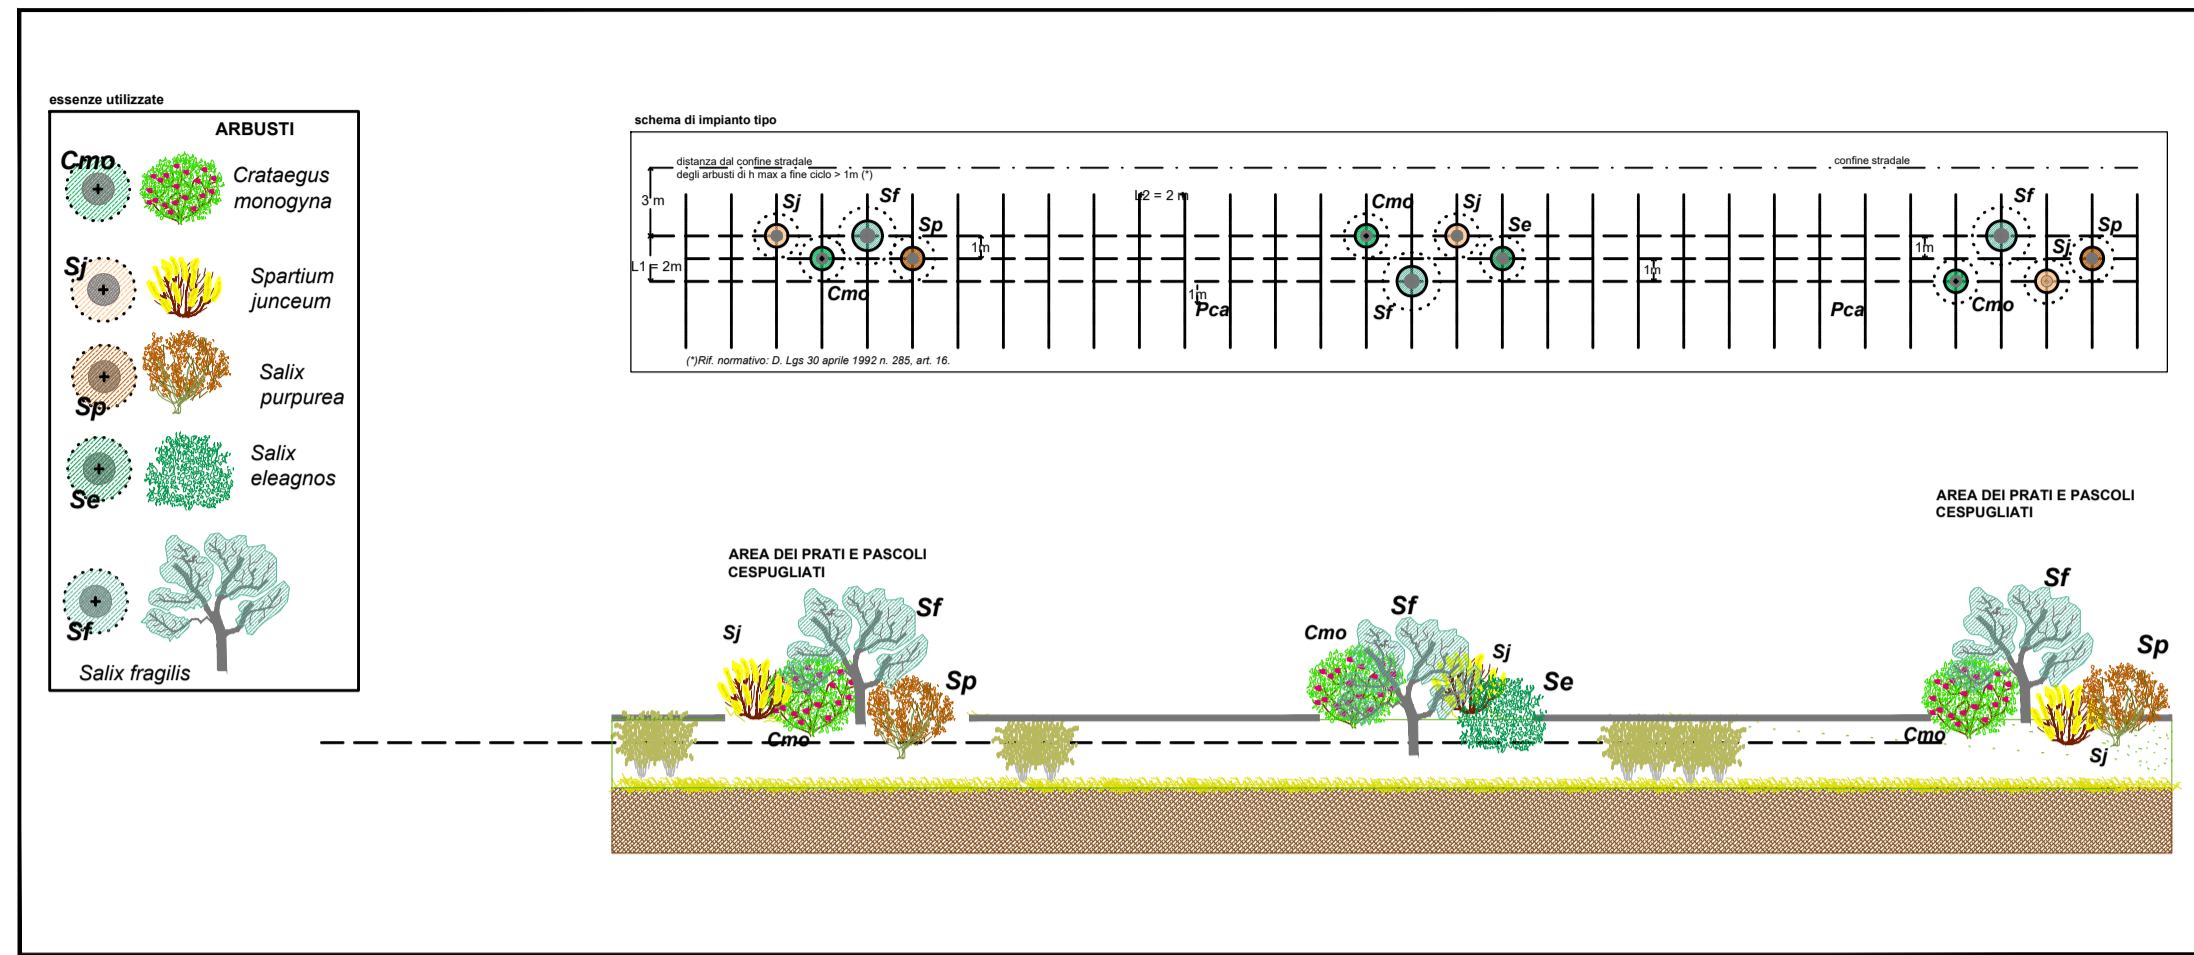 essenze utilizzate
ARBUSTI
Cmo
Crataegus
monogyna
Sj
Spartium
junceum
Sp
Salix
purpurea
Se
Salix
eleagnos
Sf
Salix fragilis
schema di impianto tipo
distanza dal confine stradale
degli arbusti di h max a fine ciclo > 1m (*)
confine stradale
3 m
L2 = 2 m
Sj
Sf
Sp
Cmo
Sj
Se
Sf
Sj
Sp
1m
1m
1m
L1 = 2m
Cmo
1m
Pca
Sf
Pca
Cmo
(*)Rif. normativo: D. Lgs 30 aprile 1992 n. 285, art. 16.
AREA DEI PRATI E PASCOLI
CESPUGLIATI
AREA DEI PRATI E PASCOLI
CESPUGLIATI
Sj
Sf
Sp
Cmo
Cmo
Sf
Sj
Se
Sf
Sp
Cmo
Sj